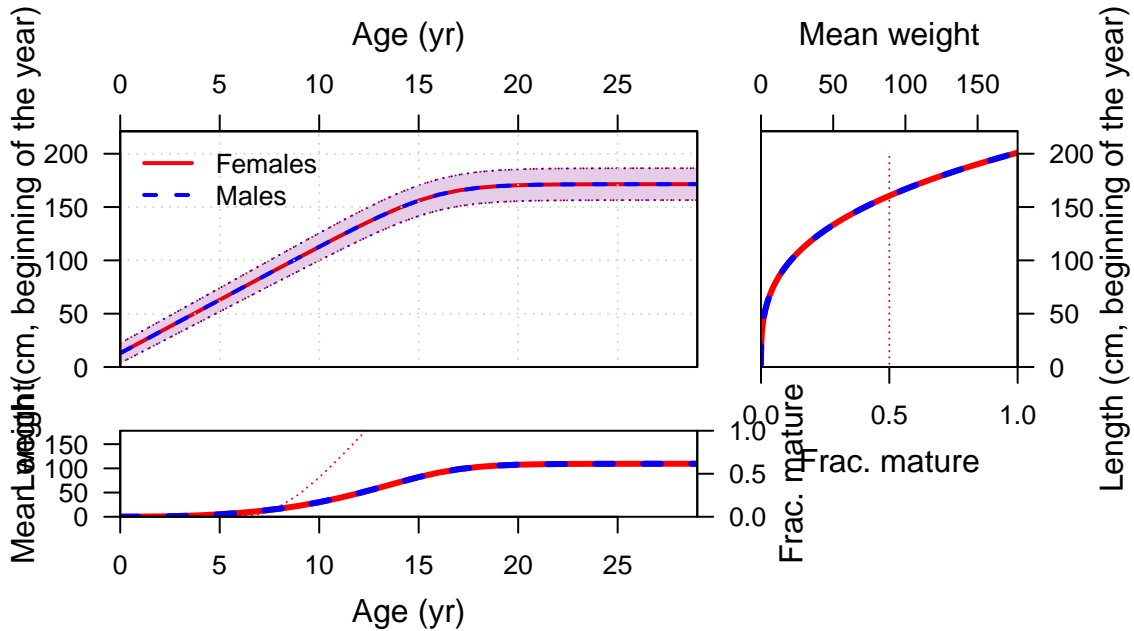 Age (yr)
Mean weight
0 5 10 15 20 25
0 50 100 150
Length (cm, beginning of the year)
200
150
100
50
0
Females
Males
200
150
100
50
0
Length (cm, beginning of the year)
0.0 0.5 1.0
Frac. mature
Mean weight
150
100
50
0
1.0
0.5
0.0
Frac. mature
0 5 10 15 20 25
Age (yr)